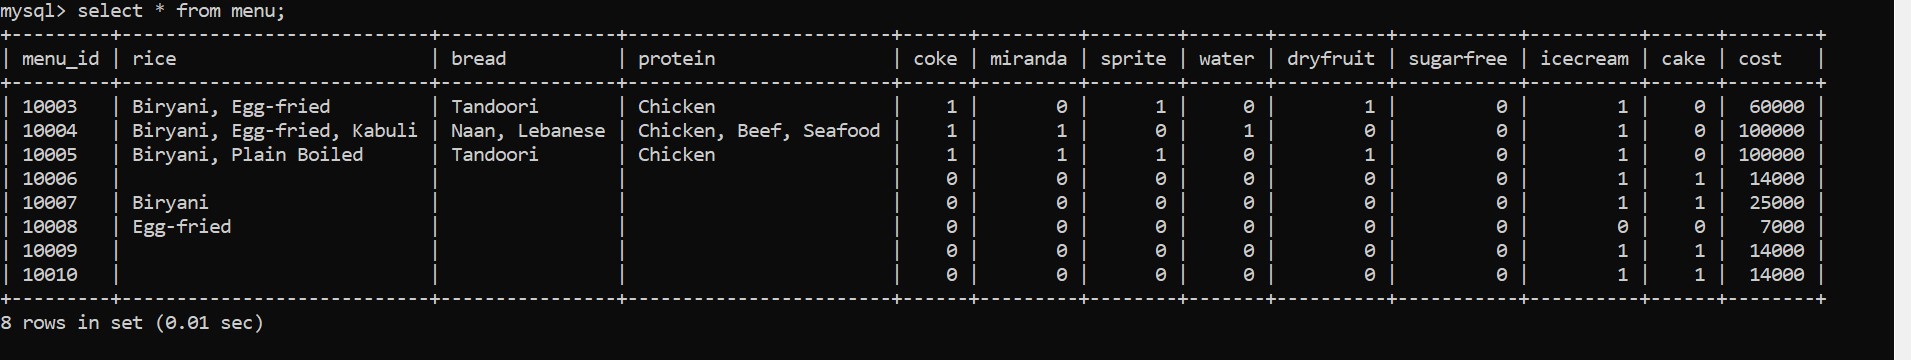 mysql> select * from menu;
+---------+----------------------------+----------------+------------------------+------+---------+--------+-------+----------+-----------+----------+------+--------+
| menu_id | rice                       | bread          | protein                | coke | miranda | sprite | water | dryfruit | sugarfree | icecream | cake | cost   |
+---------+----------------------------+----------------+------------------------+------+---------+--------+-------+----------+-----------+----------+------+--------+
| 10003   | Biryani, Egg-fried         | Tandoori       | Chicken                |    1 |       0 |      1 |     0 |        1 |         0 |        1 |    0 |  60000 |
| 10004   | Biryani, Egg-fried, Kabuli | Naan, Lebanese | Chicken, Beef, Seafood |    1 |       1 |      0 |     1 |        0 |         0 |        1 |    0 | 100000 |
| 10005   | Biryani, Plain Boiled      | Tandoori       | Chicken                |    1 |       1 |      1 |     0 |        1 |         0 |        1 |    0 | 100000 |
| 10006   |                            |                |                        |    0 |       0 |      0 |     0 |        0 |         0 |        1 |    1 |  14000 |
| 10007   | Biryani                    |                |                        |    0 |       0 |      0 |     0 |        0 |         0 |        1 |    1 |  25000 |
| 10008   | Egg-fried                  |                |                        |    0 |       0 |      0 |     0 |        0 |         0 |        0 |    0 |   7000 |
| 10009   |                            |                |                        |    0 |       0 |      0 |     0 |        0 |         0 |        1 |    1 |  14000 |
| 10010   |                            |                |                        |    0 |       0 |      0 |     0 |        0 |         0 |        1 |    1 |  14000 |
+---------+----------------------------+----------------+------------------------+------+---------+--------+-------+----------+-----------+----------+------+--------+
8 rows in set (0.01 sec)